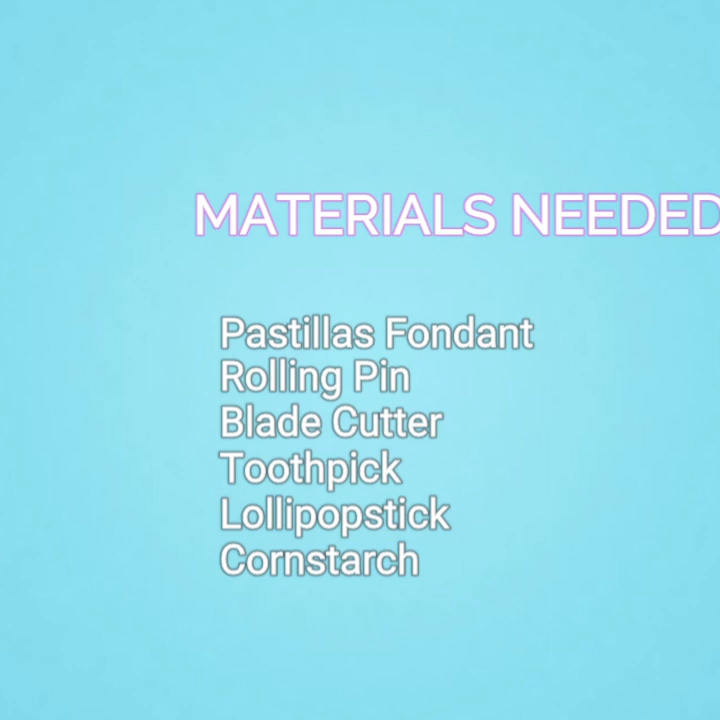 MATERIALS NEEDED
Pastillas Fondant
Rolling Pin
Blade Cutter
Toothpick
Lollipopstick
Cornstarch